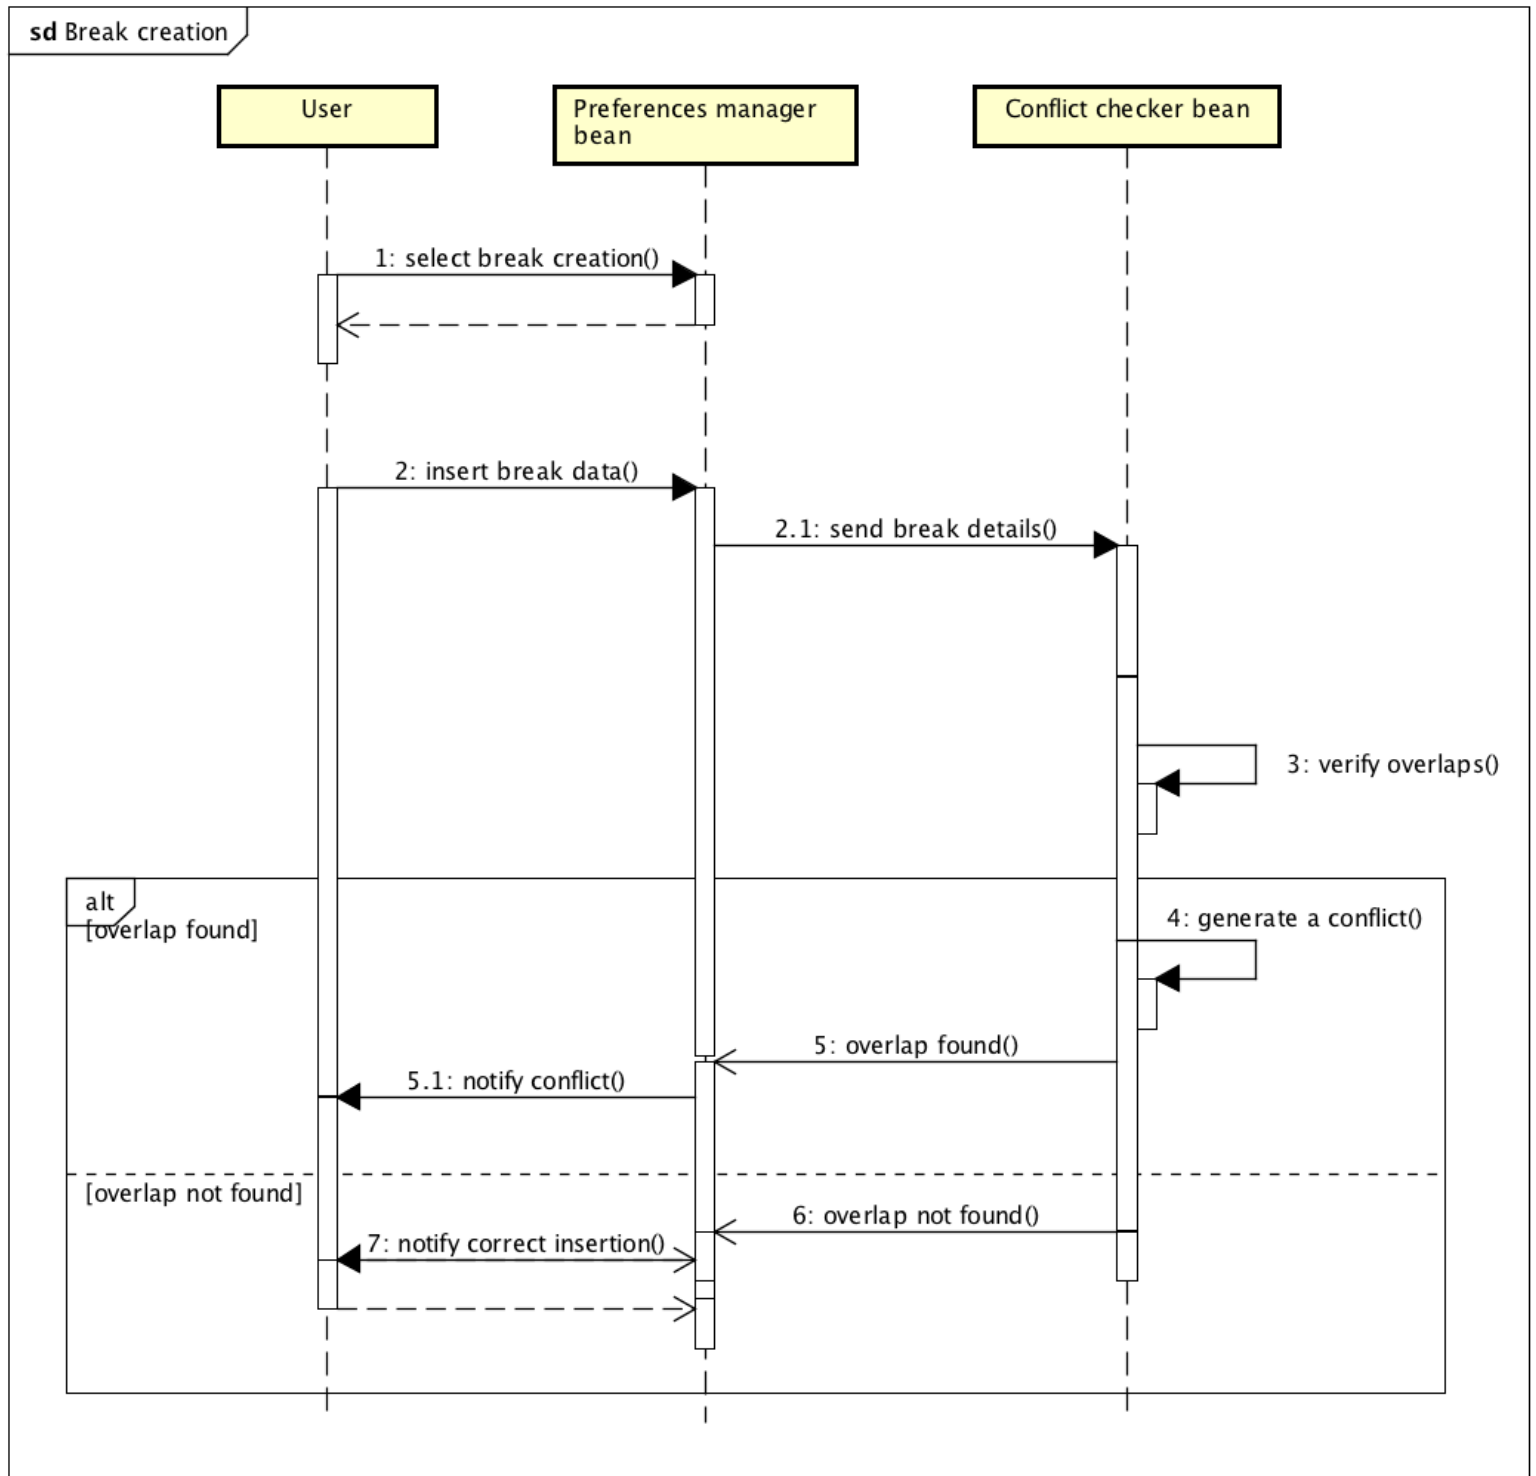 sd Break creation
User
Preferences manager
bean
Conflict checker bean
1: select break creation()
2: insert break data()
2.1: send break details()
3: verify overlaps()
alt
[overlap found]
4: generate a conflict()
5: overlap found()
5.1: notify conflict()
[overlap not found]
6: overlap not found()
7: notify correct insertion()